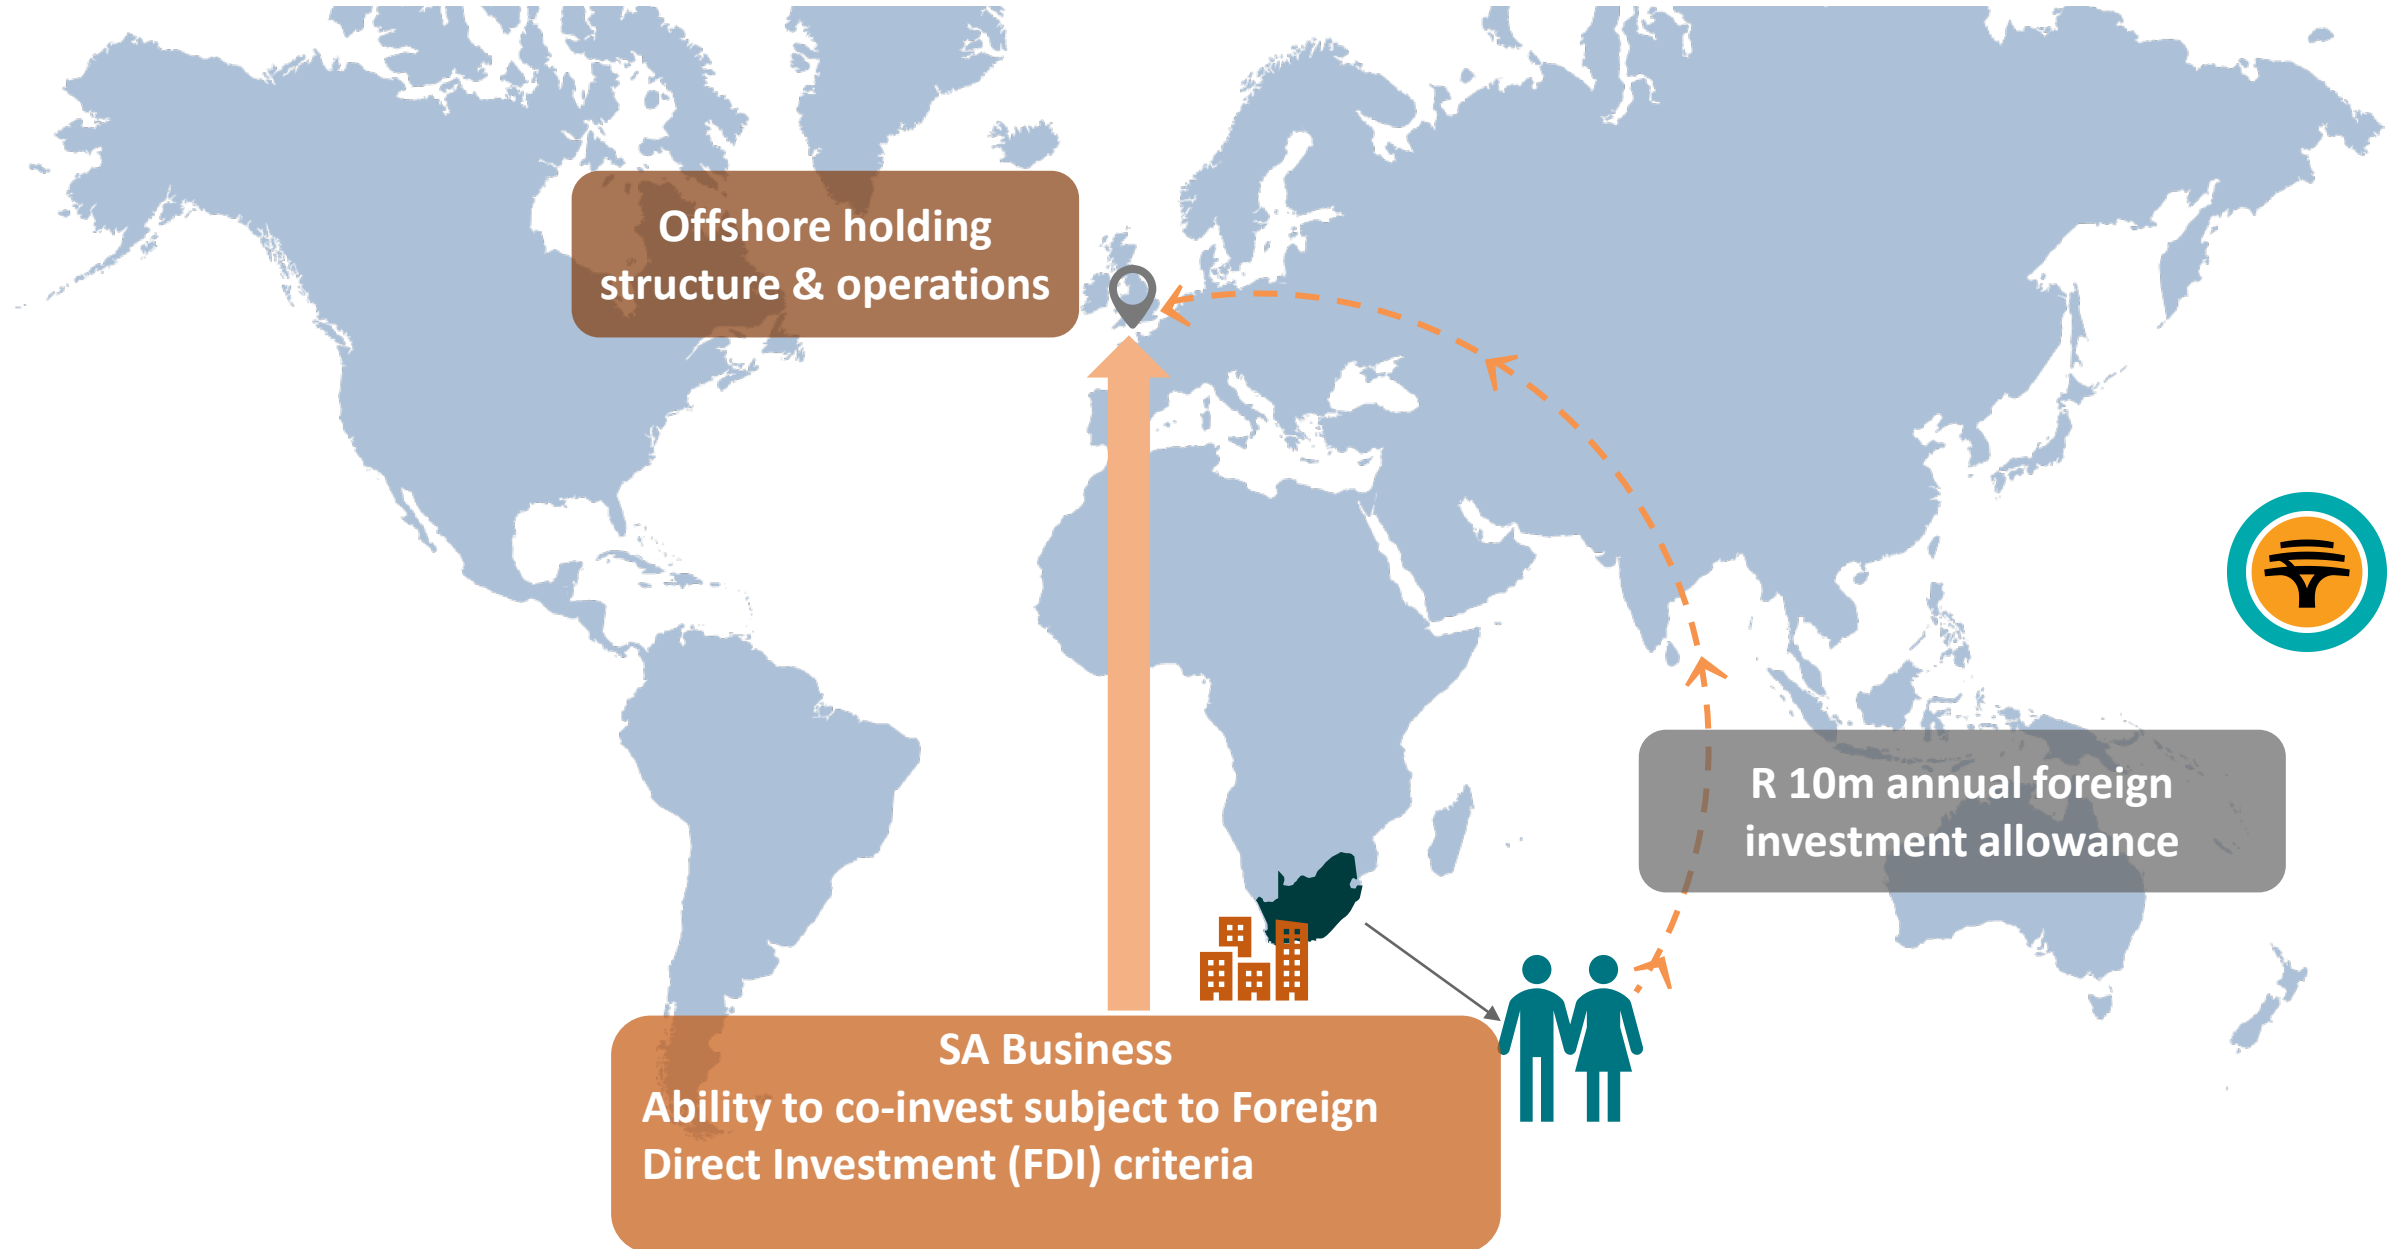 Offshore holding
structure & operations
R 10m annual foreign
investment allowance
SA Business
Ability to co-invest subject to Foreign
Direct Investment (FDI) criteria